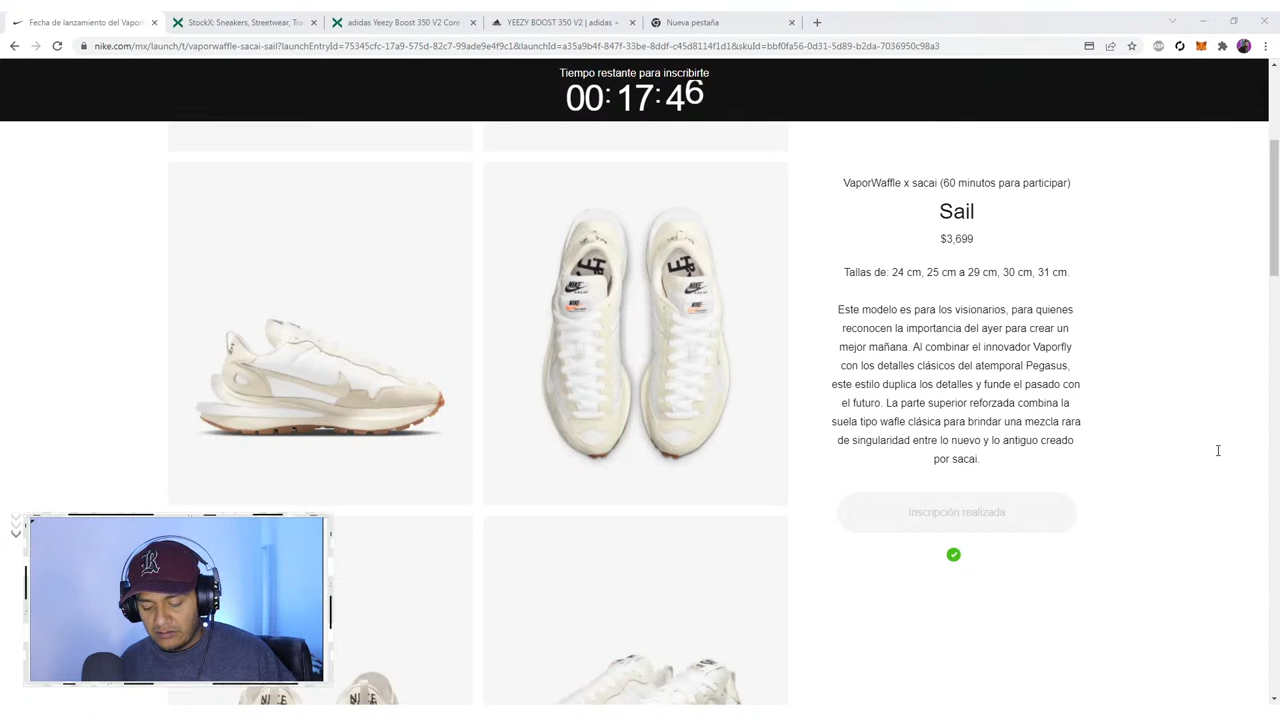 Fecha de lanzamiento del Vapor
StockX: Sneakers, Streetwear, Tra
adidas Yeezy Boost 350 V2 Core
YEEZY BOOST 350 V2 | adidas +
Nueva pestaña
nike.com/mx/launch/t/vaporwaffle-sacai-sail?launchEntryId=75345cfc-17a9-575d-82c7-99ade9e4f9c1&launchId=a35a9b4f-847f-33be-8ddf-c45d8114f1d1&skuId=bbf0fa56-0d31-5d89-b2da-7036950c98a3
Tiempo restante para inscribirte
00:17:46
VaporWaffle x sacai (60 minutos para participar)
Sail
$3,699
Tallas de: 24 cm, 25 cm a 29 cm, 30 cm, 31 cm.
Este modelo es para los visionarios, para quienes
reconocen la importancia del ayer para crear un
mejor mañana. Al combinar el innovador Vaporfly
con los detalles clásicos del atemporal Pegasus,
este estilo duplica los detalles y funde el pasado con
el futuro. La parte superior reforzada combina la
suela tipo wafle clásica para brindar una mezcla rara
de singularidad entre lo nuevo y lo antiguo creado
por sacai.
Inscripción realizada
NIKE
NIKE
R
NIKE
NIKE